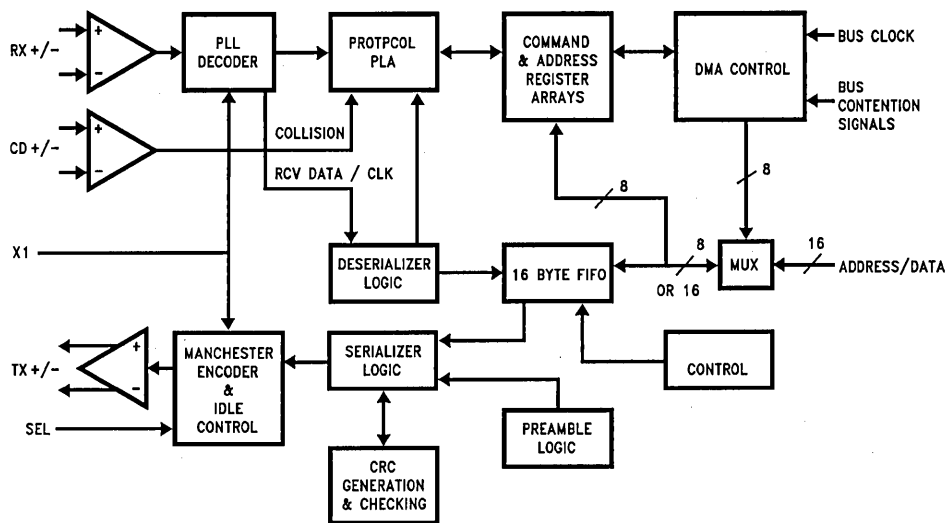 RX +/-
+
−
PLL
DECODER
PROTPCOL
PLA
COMMAND
& ADDRESS
REGISTER
ARRAYS
DMA CONTROL
BUS CLOCK
BUS
CONTENTION
SIGNALS
CD +/-
+
−
COLLISION
RCV DATA / CLK
8
8
X1
DESERIALIZER
LOGIC
16 BYTE FIFO
8
OR 16
MUX
16
ADDRESS/DATA
TX +/-
+
−
MANCHESTER
ENCODER
&
IDLE
CONTROL
SERIALIZER
LOGIC
CONTROL
SEL
PREAMBLE
LOGIC
CRC
GENERATION
& CHECKING